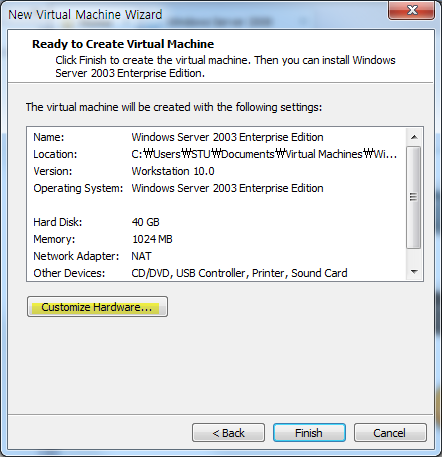 New Virtual Machine Wizard
Ready to Create Virtual Machine
Click Finish to create the virtual machine. Then you can install Windows
Server 2003 Enterprise Edition.
The virtual machine will be created with the following settings:
Name: Windows Server 2003 Enterprise Edition
Location: C:₩Users₩STU₩Documents₩Virtual Machines₩Wi...
Version: Workstation 10.0
Operating System: Windows Server 2003 Enterprise Edition
Hard Disk: 40 GB
Memory: 1024 MB
Network Adapter: NAT
Other Devices: CD/DVD, USB Controller, Printer, Sound Card
Customize Hardware...
< Back Finish Cancel